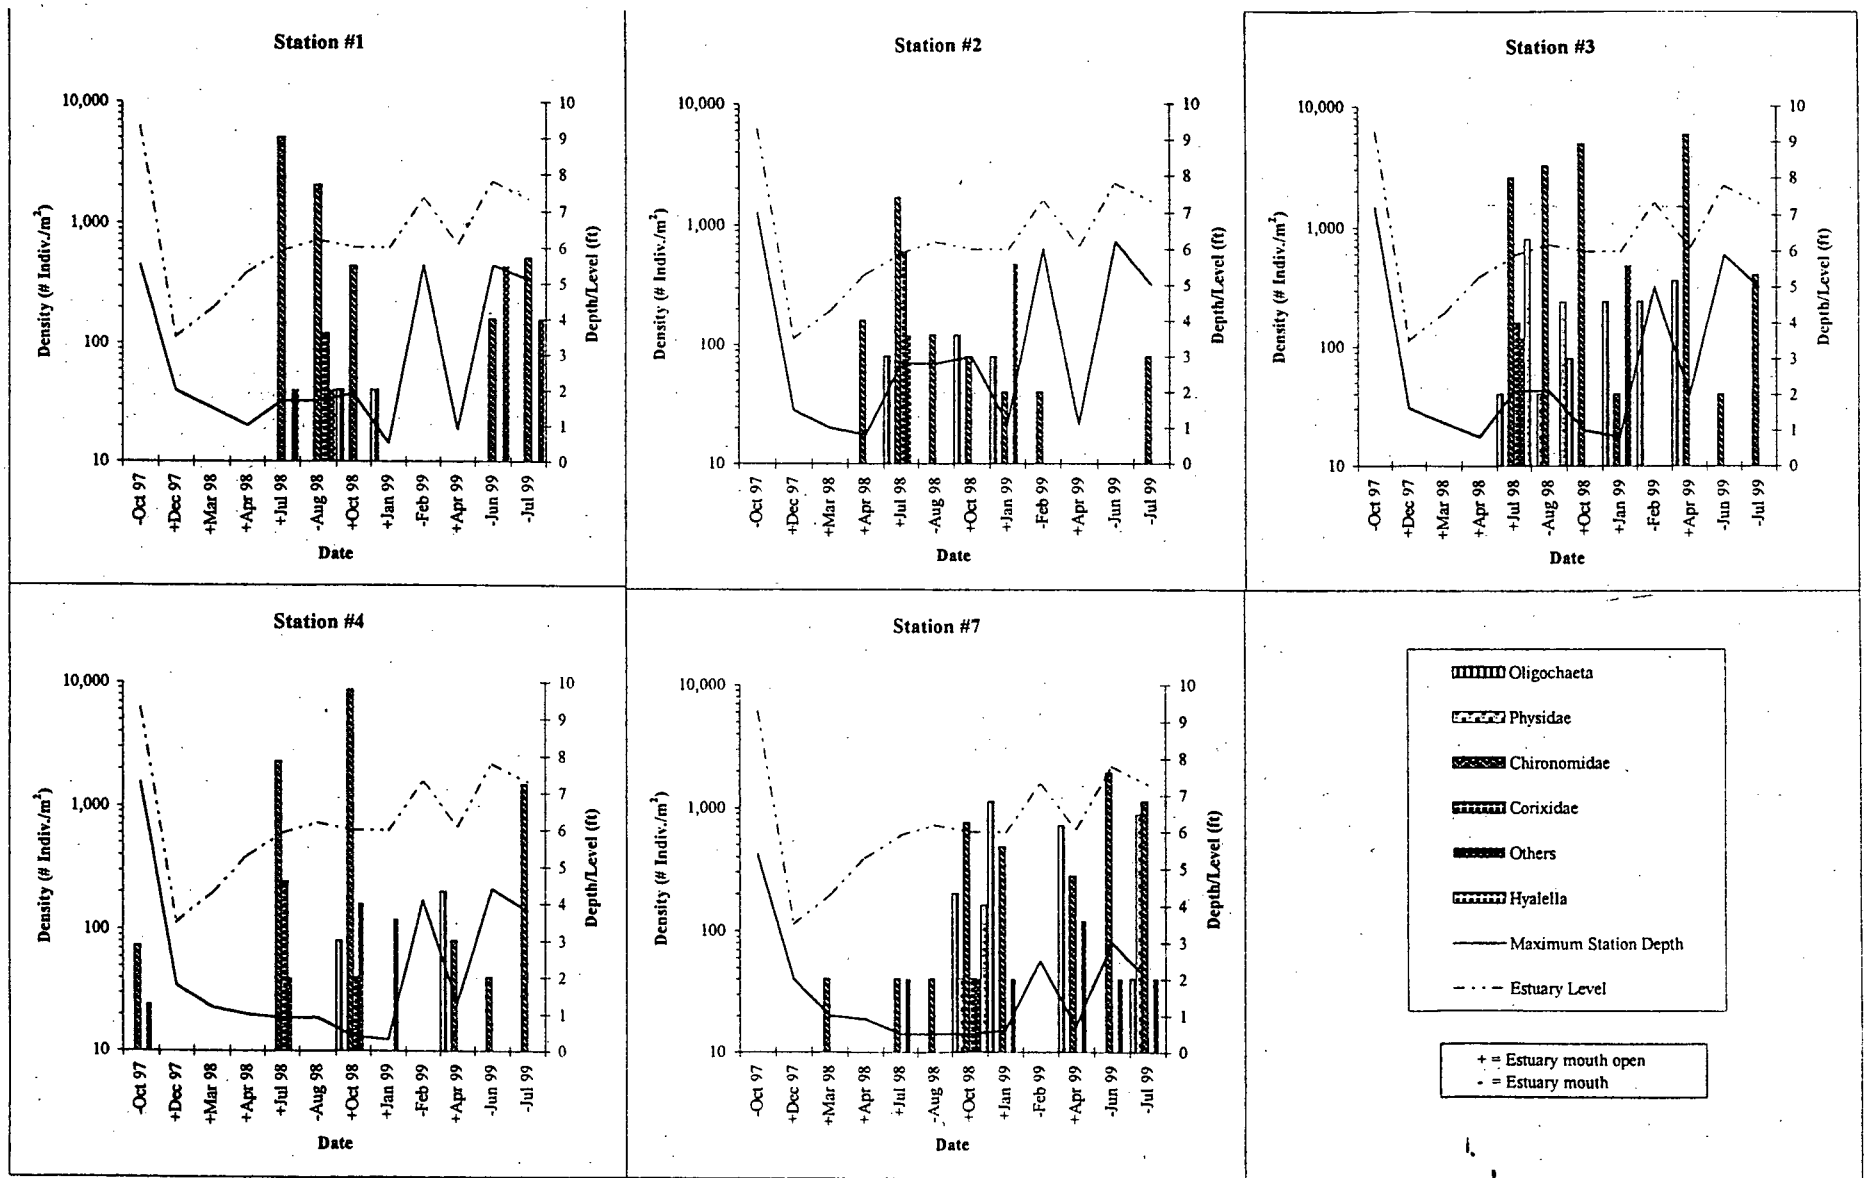 Station #1
10,000
1,000
100
10
Density (# Indiv./m²)
10
9
8
7
6
5
4
3
2
1
0
Depth/Level (ft)
-Oct 97
+Dec 97
+Mar 98
+Apr 98
+Jul 98
-Aug 98
+Oct 98
+Jan 99
-Feb 99
+Apr 99
-Jun 99
-Jul 99
Date
Station #2
10,000
1,000
100
10
Density (# Indiv./m²)
10
9
8
7
6
5
4
3
2
1
0
Depth/Level (ft)
-Oct 97
+Dec 97
+Mar 98
+Apr 98
+Jul 98
-Aug 98
+Oct 98
+Jan 99
-Feb 99
+Apr 99
-Jun 99
-Jul 99
Date
Station #3
10,000
1,000
100
10
Density (# Indiv./m²)
10
9
8
7
6
5
4
3
2
1
0
Depth/Level (ft)
-Oct 97
+Dec 97
+Mar 98
+Apr 98
+Jul 98
-Aug 98
+Oct 98
+Jan 99
-Feb 99
+Apr 99
-Jun 99
-Jul 99
Date
Station #4
10,000
1,000
100
10
Density (# Indiv./m²)
10
9
8
7
6
5
4
3
2
1
0
Depth/Level (ft)
-Oct 97
+Dec 97
+Mar 98
+Apr 98
+Jul 98
-Aug 98
+Oct 98
+Jan 99
-Feb 99
+Apr 99
-Jun 99
-Jul 99
Date
Station #7
10,000
1,000
100
10
Density (# Indiv./m²)
10
9
8
7
6
5
4
3
2
1
0
Depth/Level (ft)
-Oct 97
+Dec 97
+Mar 98
+Apr 98
+Jul 98
-Aug 98
+Oct 98
+Jan 99
-Feb 99
+Apr 99
-Jun 99
-Jul 99
Date
Oligochaeta
Physidae
Chironomidae
Corixidae
Others
Hyalella
Maximum Station Depth
Estuary Level
+ = Estuary mouth open
- = Estuary mouth